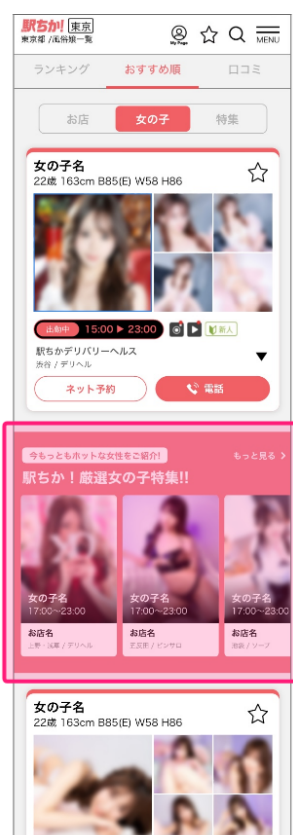 駅ちか! 東京
東京都 /風俗嬢一覧
My Page
MENU
ランキング
おすすめ順
口コミ
お店
女の子
特集
女の子名
22歳 163cm B85(E) W58 H86
出勤中 15:00 ▶ 23:00
新人
駅ちかデリバリーヘルス
渋谷 / デリヘル
ネット予約
電話
今もっともホットな女性をご紹介!
もっと見る >
駅ちか!厳選女の子特集!!
女の子名
17:00~23:00
お店名
上野・浅草 / デリヘル
女の子名
17:00~23:00
お店名
五反田 / ピンサロ
女の子名
17:00~23:00
お店名
池袋 / ソープ
女の子名
22歳 163cm B85(E) W58 H86